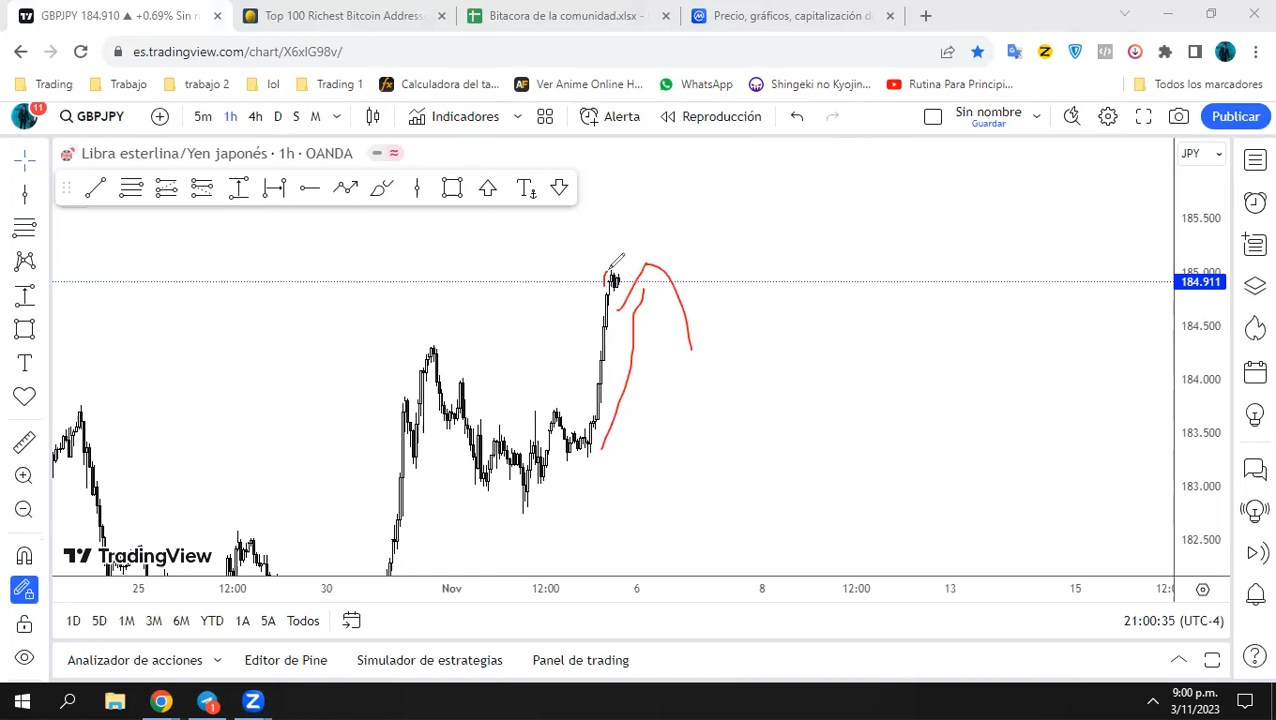 GBPJPY 184.910 ▲ +0.69% Sin n
Top 100 Richest Bitcoin Address
Bitacora de la comunidad.xlsx -
Precio, gráficos, capitalización d
es.tradingview.com/chart/X6xIG98v/
Trading
Trabajo
trabajo 2
lol
Trading 1
Calculadora del ta...
Ver Anime Online H...
WhatsApp
Shingeki no Kyojin...
Rutina Para Principi...
Todos los marcadores
11
GBPJPY
5m 1h 4h D S M
Indicadores
Alerta
Reproducción
Sin nombre
Guardar
Publicar
Libra esterlina/Yen japonés · 1h · OANDA
JPY
185.500
185.000
184.911
184.500
184.000
183.500
183.000
182.500
TradingView
25 12:00 30 Nov 12:00 6 8 12:00 13 15
1D 5D 1M 3M 6M YTD 1A 5A Todos
21:00:35 (UTC-4)
Analizador de acciones
Editor de Pine
Simulador de estrategias
Panel de trading
9:00 p.m.
3/11/2023